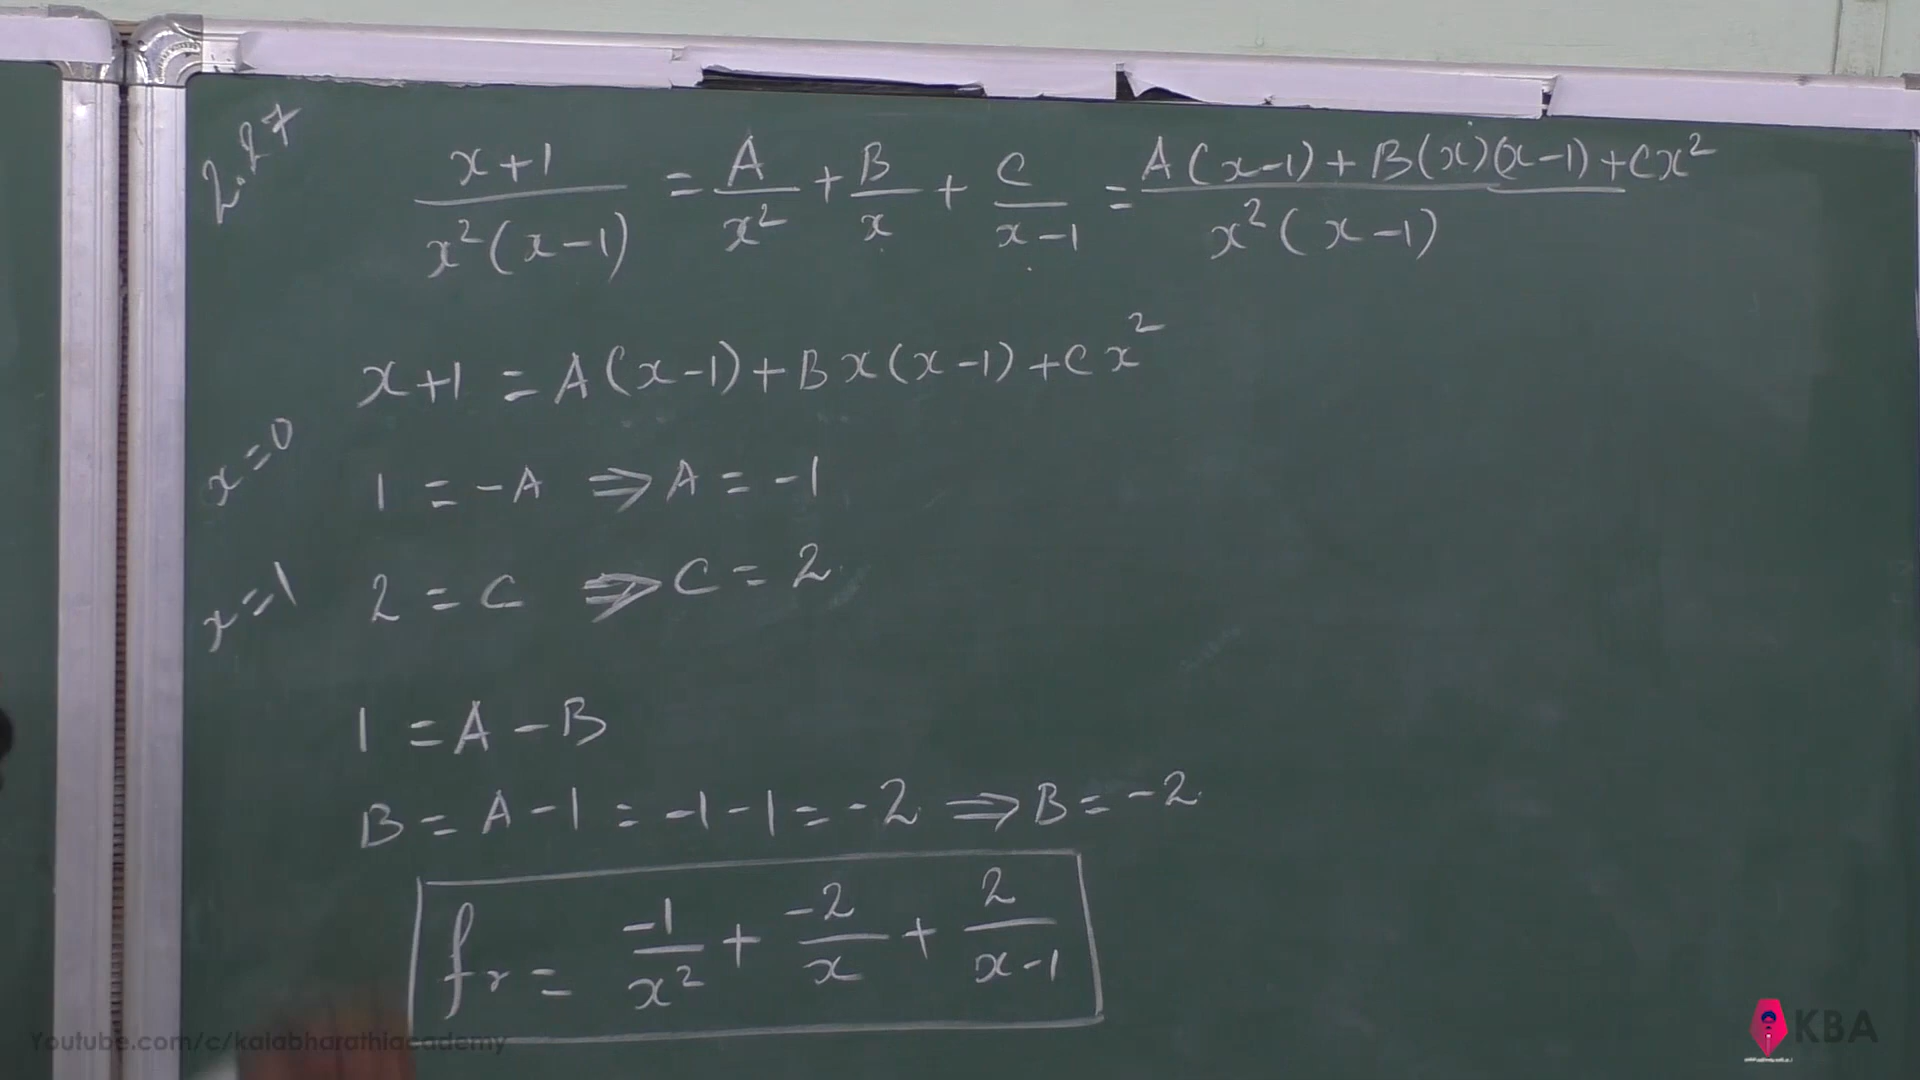 2.27
x+1/x²(x-1) = A/x² + B/x + C/x-1 = A(x-1)+B(x)(x-1)+Cx²/x²(x-1)
x+1 = A(x-1)+Bx(x-1)+Cx²
x=0 1 = -A ⇒ A = -1
x=1 2 = C ⇒ C = 2
1 = A - B
B = A - 1 = -1 - 1 = -2 ⇒ B = -2
fr = -1/x² + -2/x + 2/x-1
Youtube.com/c/kalabharathiacademy
KBA